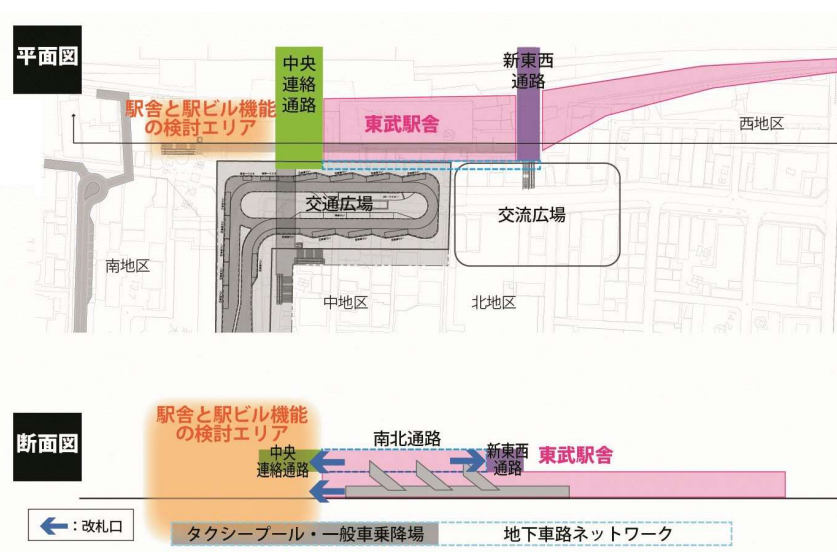 平面図
中央
連絡
通路
新東西
通路
駅舎と駅ビル機能
の検討エリア
東武駅舎
西地区
交通広場
交流広場
南地区
中地区
北地区
断面図
駅舎と駅ビル機能
の検討エリア
南北通路
中央
連絡通路
新東西
通路
東武駅舎
:改札口
タクシープール・一般車乗降場
地下車路ネットワーク